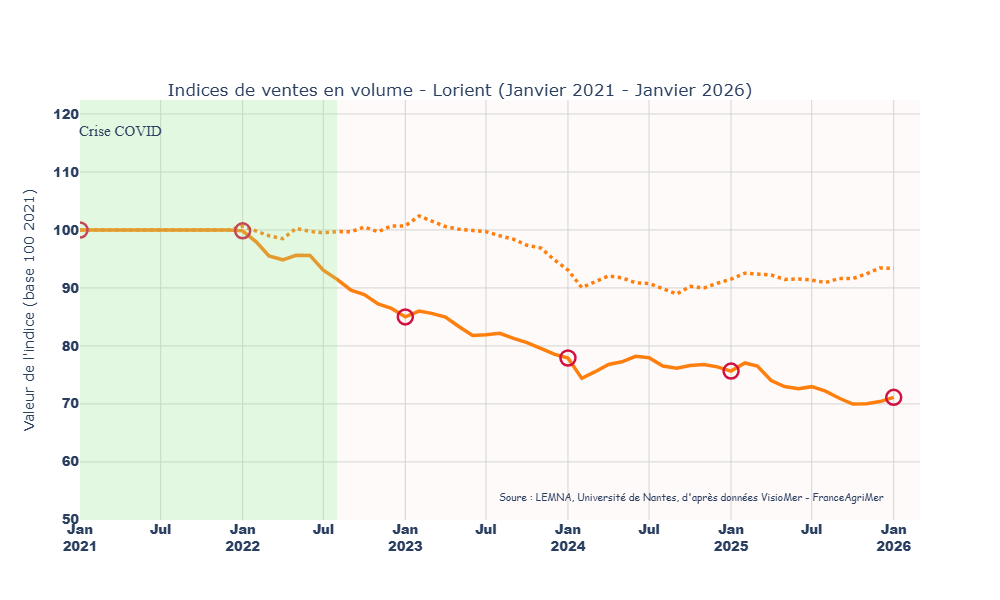 Indices de ventes en volume - Lorient (Janvier 2021 - Janvier 2026)
Crise COVID
Valeur de l'indice (base 100 2021)
120
110
100
90
80
70
60
50
Soure : LEMNA, Université de Nantes, d'après données VisioMer - FranceAgriMer
Jan Jul Jan Jul Jan Jul Jan Jul Jan Jul Jan
2021 2022 2023 2024 2025 2026